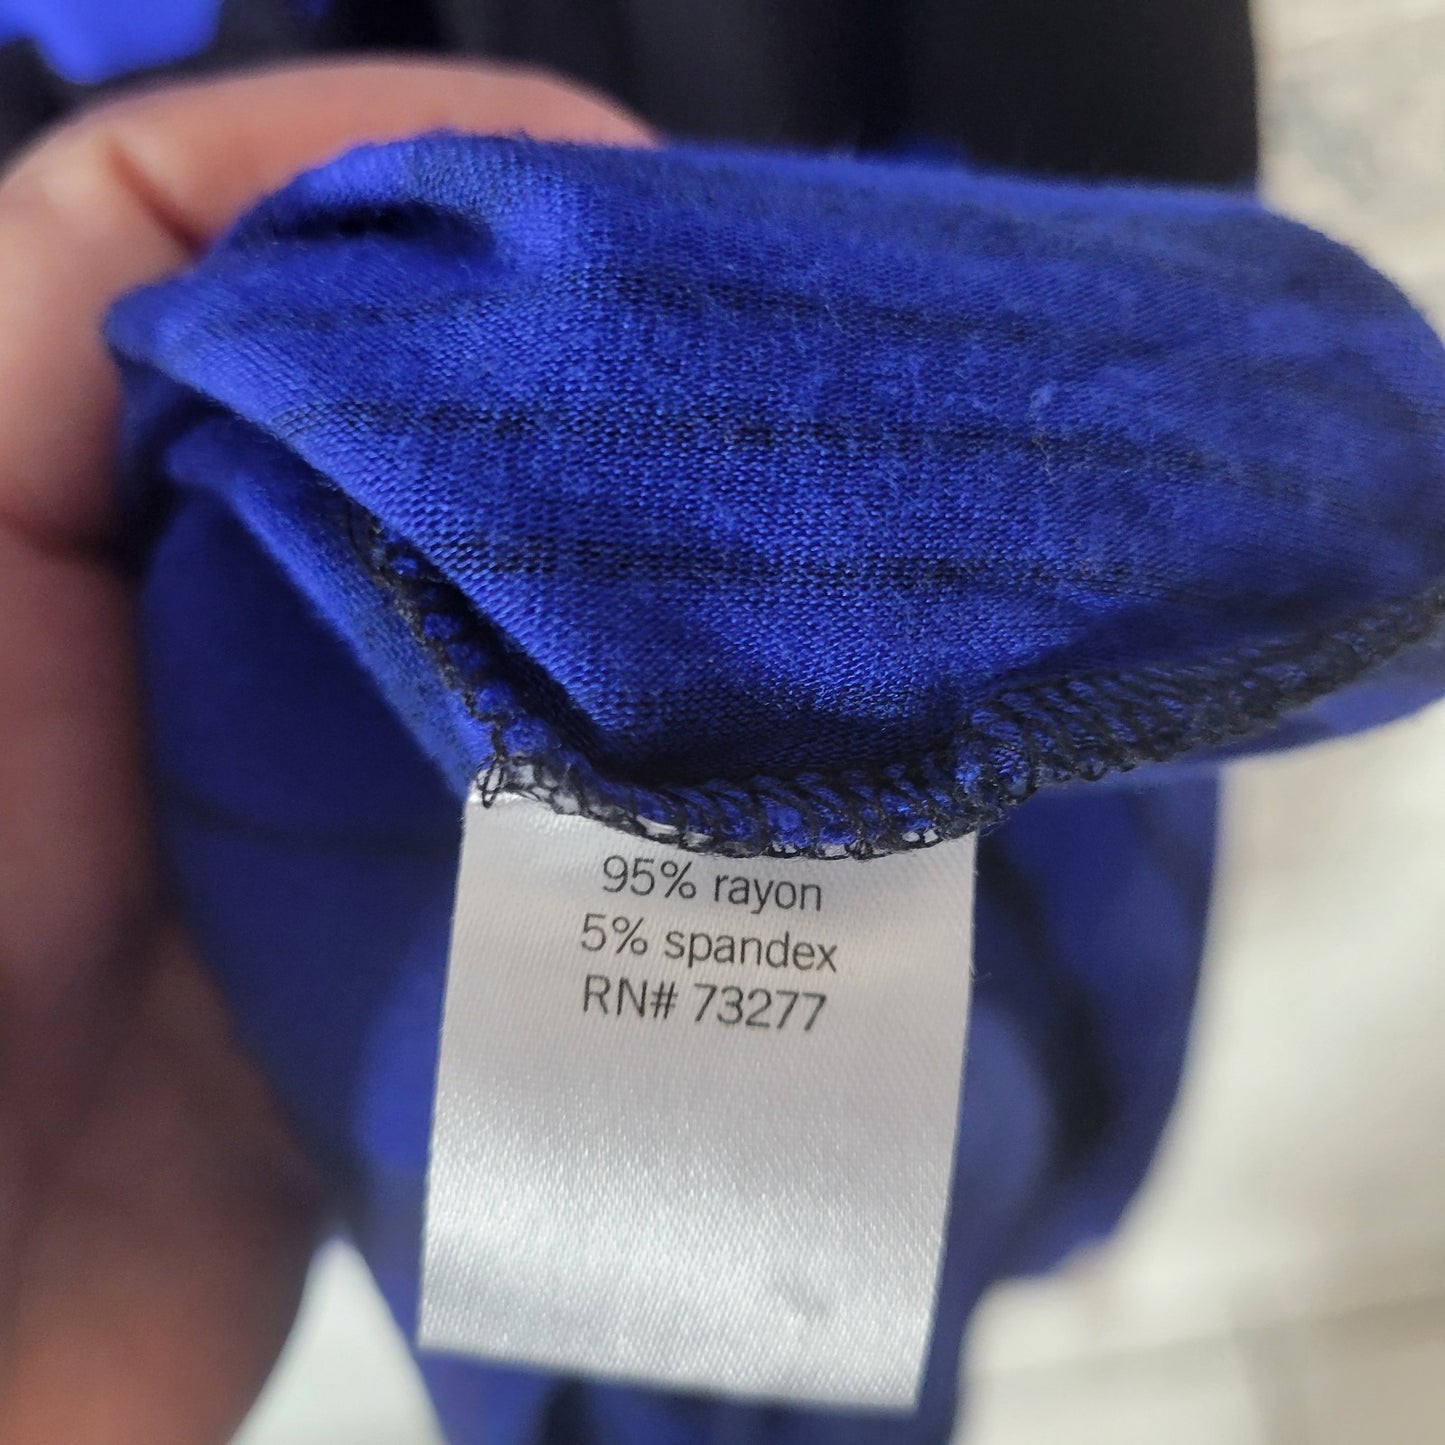 95% rayon
5% spandex
RN# 73277